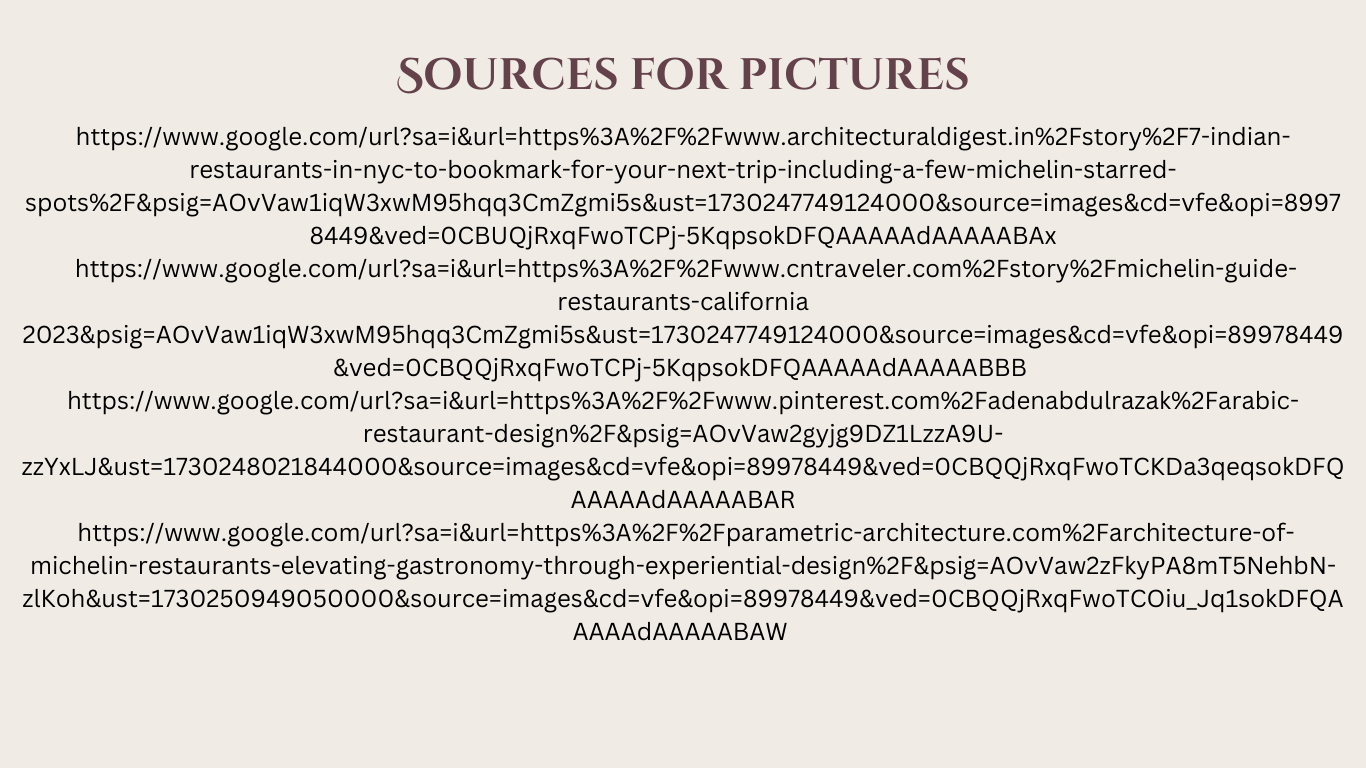 Sources for pictures
https://www.google.com/url?sa=i&url=https%3A%2F%2Fwww.architecturaldigest.in%2Fstory%2F7-indian-
restaurants-in-nyc-to-bookmark-for-your-next-trip-including-a-few-michelin-starred-
spots%2F&psig=AOvVaw1iqW3xwM95hqq3CmZgmi5s&ust=1730247749124000&source=images&cd=vfe&opi=8997
8449&ved=0CBUQjRxqFwoTCPj-5KqpsokDFQAAAAAdAAAAABAx
https://www.google.com/url?sa=i&url=https%3A%2F%2Fwww.cntraveler.com%2Fstory%2Fmichelin-guide-
restaurants-california
2023&psig=AOvVaw1iqW3xwM95hqq3CmZgmi5s&ust=1730247749124000&source=images&cd=vfe&opi=89978449
&ved=0CBQQjRxqFwoTCPj-5KqpsokDFQAAAAAdAAAAABBB
https://www.google.com/url?sa=i&url=https%3A%2F%2Fwww.pinterest.com%2Fadenabdulrazak%2Farabic-
restaurant-design%2F&psig=AOvVaw2gyjg9DZ1LzzA9U-
zzYxLJ&ust=1730248021844000&source=images&cd=vfe&opi=89978449&ved=0CBQQjRxqFwoTCKDa3qeqsokDFQ
AAAAAdAAAAABAR
https://www.google.com/url?sa=i&url=https%3A%2F%2Fparametric-architecture.com%2Farchitecture-of-
michelin-restaurants-elevating-gastronomy-through-experiential-design%2F&psig=AOvVaw2zFkyPA8mT5NehbN-
zlKoh&ust=1730250949050000&source=images&cd=vfe&opi=89978449&ved=0CBQQjRxqFwoTCOiu_Jq1sokDFQA
AAAAdAAAAABAW